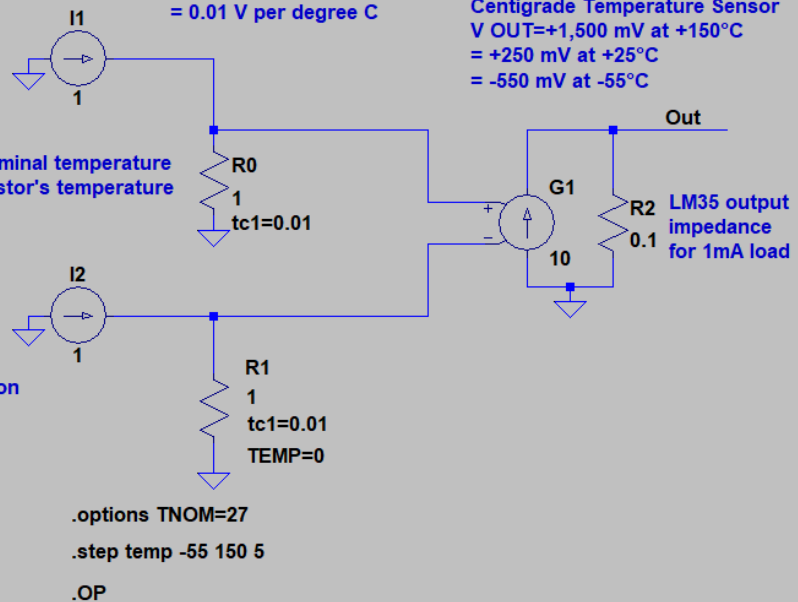 I1
= 0.01 V per degree C
Centigrade Temperature Sensor
V OUT=+1,500 mV at +150°C
= +250 mV at +25°C
= -550 mV at -55°C
1
Out
temperature
temperature
R0
1
tc1=0.01
+
–
G1
10
R2
0.1
LM35 output
impedance
for 1mA load
I2
1
on
R1
1
tc1=0.01
TEMP=0
.options TNOM=27
.step temp -55 150 5
.OP